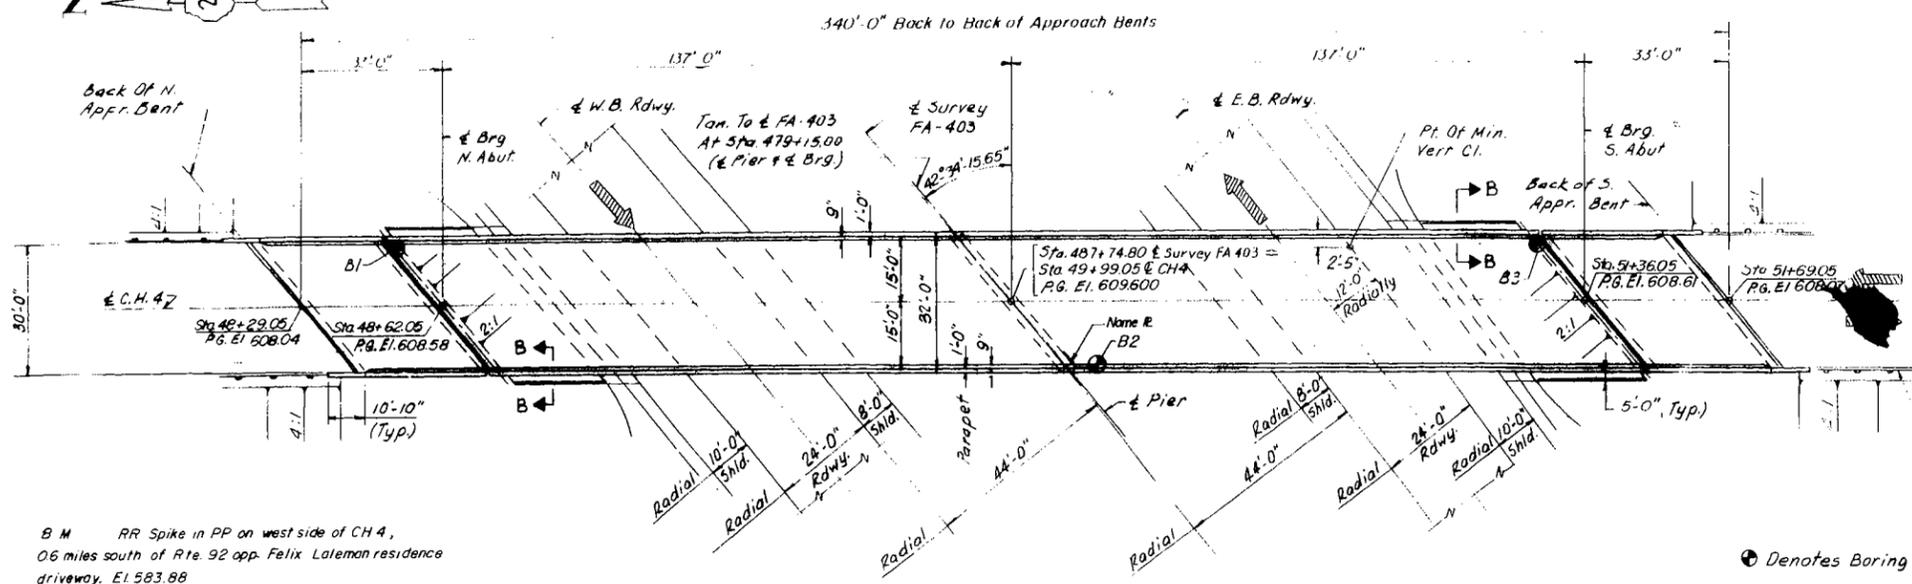 Z
340'-0" Back to Back of Approach Bents
137'-0"
137'-0"
33'-0"
Back Of N.
Appr. Bent
℄ Brg
N. Abut.
℄ W.B. Rdwy.
Tan. To ℄ FA-403
At Sta. 479+15.00
(℄ Pier & ℄ Brg.)
℄ Survey
FA-403
42°-34'-15.65"
℄ E.B. Rdwy.
Pt. Of Min.
Vert Cl.
℄ Brg.
S. Abut
Back of S.
Appr. Bent
N
N
N
N
B
B
4:1
9"
1'-0"
B1
B3
30'-0"
℄ C.H. 4
Sta 48+29.05
P.G. El 608.04
Sta 48+62.05
P.G. El. 608.58
2:1
15'-0"
15'-0"
32'-0"
Sta. 487+74.80 ℄ Survey FA 403 =
Sta 49+99.05 ℄ CH4
P.G. El. 609.600
2'-5"
12'-0"
Radially
Sta. 51+36.05
P.G. El. 608.61
Sta 51+69.05
P.G. El
2:1
Name PL
B2
1'-0"
9"
B
B
10'-10"
(Typ.)
4:1
Parapet
℄ Pier
5'-0", Typ.)
Radial
10'-0"
Shld.
Radial
24'-0"
Rdwy.
8'-0"
Shld.
N
N
Radial
44'-0"
Radial
44'-0"
Radial
8'-0"
Shld.
Radial
24'-0"
Rdwy.
Radial
10'-0"
Shld.
N
N
B M RR Spike in PP on west side of CH 4,
0.6 miles south of Rte. 92 opp. Felix Laleman residence
driveway. El. 583.88
Denotes Boring